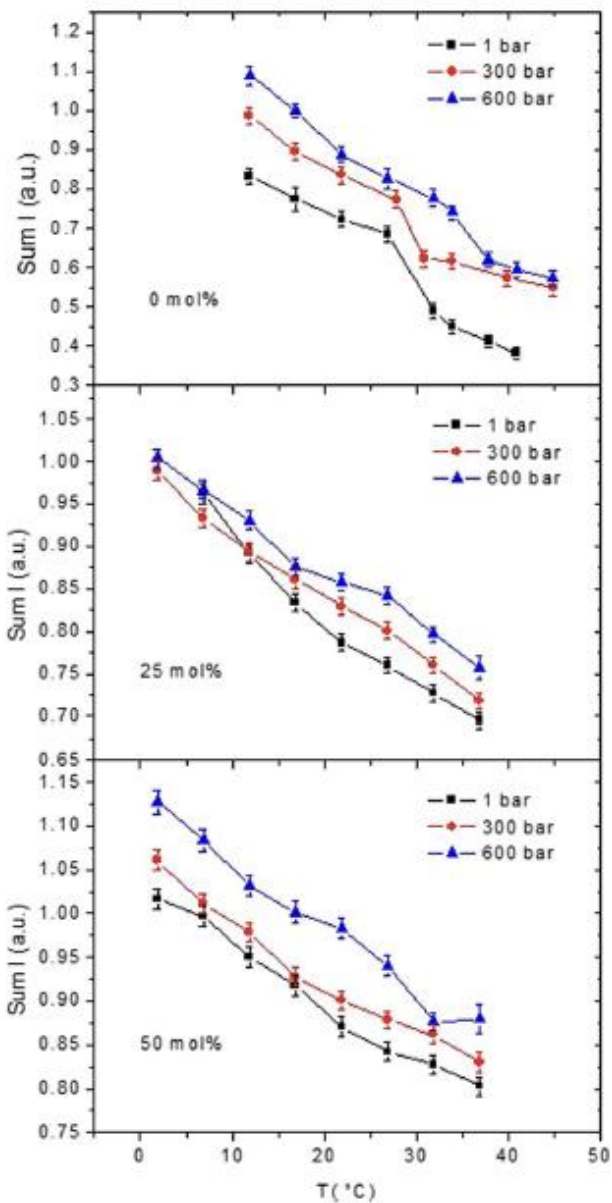 1.2
1.1
1.0
0.9
0.8
0.7
0.6
0.5
0.4
0.3
Sum I (a.u.)
1 bar
300 bar
600 bar
0 mol%
1.05
1.00
0.95
0.90
0.85
0.80
0.75
0.70
0.65
Sum I (a.u.)
1 bar
300 bar
600 bar
25 mol%
1.15
1.10
1.05
1.00
0.95
0.90
0.85
0.80
0.75
Sum I (a.u.)
1 bar
300 bar
600 bar
50 mol%
0 10 20 30 40 50
T(°C)